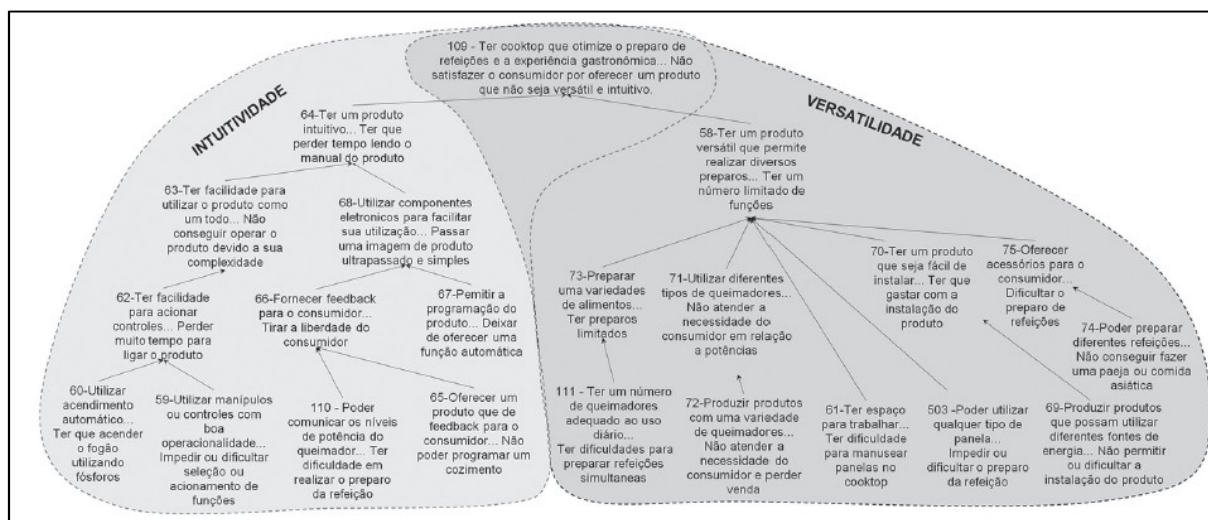 109 - Ter cooktop que otimize o preparo de
refeições e a experiência gastronômica... Não
satisfazer o consumidor por oferecer um produto
que não seja versátil e intuitivo.
INTUITIVIDADE
VERSATILIDADE
64-Ter um produto
intuitivo... Ter que
perder tempo lendo o
manual do produto
58-Ter um produto
versátil que permite
realizar diversos
preparos... Ter um
número limitado de
funções
63-Ter facilidade para
utilizar o produto como
um todo... Não
conseguir operar o
produto devido a sua
complexidade
68-Utilizar componentes
eletronicos para facilitar
sua utilização... Passar
uma imagem de produto
ultrapassado e simples
73-Preparar
uma variedades
de alimentos...
Ter preparos
limitados
71-Utilizar diferentes
tipos de queimadores...
Não atender a
necessidade do
consumidor em relação
a potências
70-Ter um produto
que seja fácil de
instalar... Ter que
gastar com a
instalação do
produto
75-Oferecer
acessórios para o
consumidor...
Dificultar o
preparo de
refeições
62-Ter facilidade
para acionar
controles... Perder
muito tempo para
ligar o produto
66-Fornecer feedback
para o consumidor...
Tirar a liberdade do
consumidor
67-Pemitir a
programação do
produto... Deixar
de oferecer uma
função automática
74-Poder preparar
diferentes refeições...
Não conseguir fazer
uma paeja ou comida
asiática
60-Utilizar
acendimento
automático...
Ter que acender
o fogão
utilizando
fósforos
59-Utilizar manípulos
ou controles com
boa
operacionalidade...
Impedir ou dificultar
seleção ou
acionamento de
funções
110 - Poder
comunicar os níveis
de potência do
queimador... Ter
dificuldade em
realizar o preparo
da refeição
65-Oferecer um
produto que de
feedback para o
consumidor... Não
poder programar um
cozimento
111 - Ter um número
de queimadores
adequado ao uso
diário...
Ter dificuldades para
preparar refeições
simultaneas
72-Produzir produtos
com uma variedade
de queimadores...
Não atender a
necessidade do
consumidor e perder
venda
61-Ter espaço
para trabalhar...
Ter dificuldade
para manusear
panelas no
cooktop
503 -Poder utilizar
qualquer tipo de
panela...
Impedir ou
dificultar o preparo
da refeição
69-Produzir produtos
que possam utilizar
diferentes fontes de
energia... Não permitir
ou dificultar a
instalação do produto